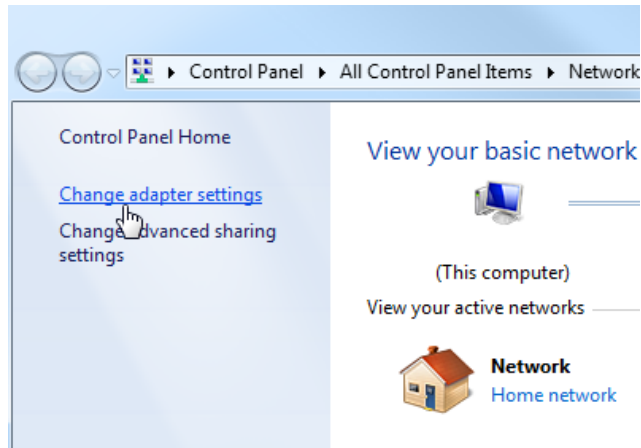 Control Panel ▸ All Control Panel Items ▸ Network
Control Panel Home
Change adapter settings
Change advanced sharing
settings
View your basic network
(This computer)
View your active networks
Network
Home network